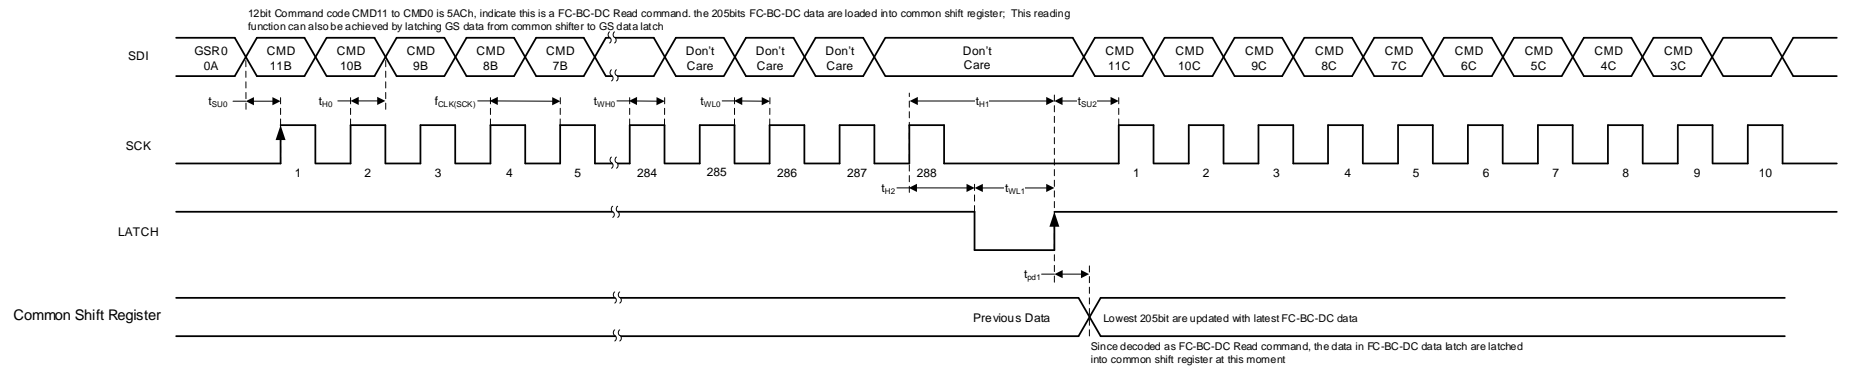 12bit Command code CMD11 to CMD0 is 5ACh, indicate this is a FC-BC-DC Read command. the 205bits FC-BC-DC data are loaded into common shift register; This reading
function can also be achieved by latching GS data from common shifter to GS data latch
SDI
GSR0 CMD CMD CMD CMD CMD Don't Don't Don't Don't CMD CMD CMD CMD CMD CMD CMD CMD CMD
0A 11B 10B 9B 8B 7B Care Care Care Care 11C 10C 9C 8C 7C 6C 5C 4C 3C
tSU0 tH0 fCLK(SCK) tWH0 tWL0 tH1 tSU2
SCK
1 2 3 4 5 284 285 286 287 288 1 2 3 4 5 6 7 8 9 10
tH2 tWL1
LATCH
tpd1
Common Shift Register
Previous Data
Lowest 205bit are updated with latest FC-BC-DC data
Since decoded as FC-BC-DC Read command, the data in FC-BC-DC data latch are latched
into common shift register at this moment